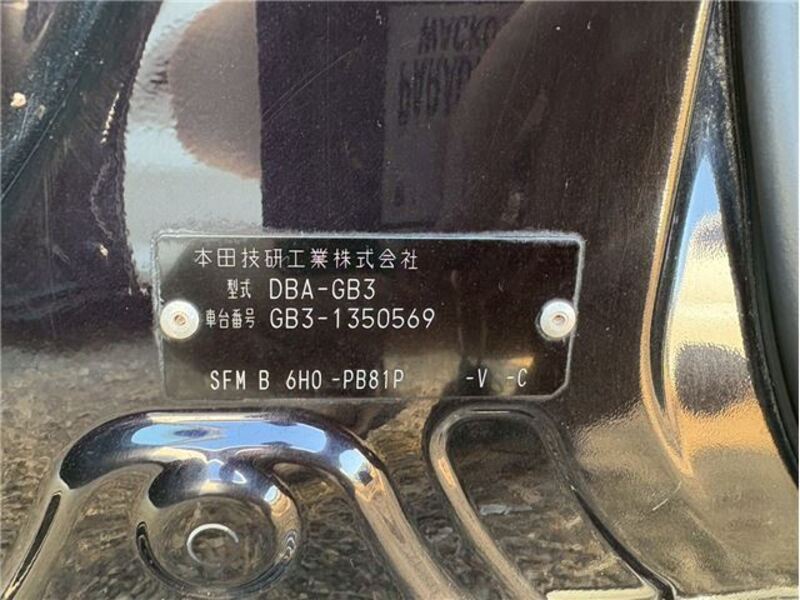 本田技研工業株式会社
型式 DBA-GB3
車台番号 GB3-1350569
SFM B 6H0 -PB81P -V -C